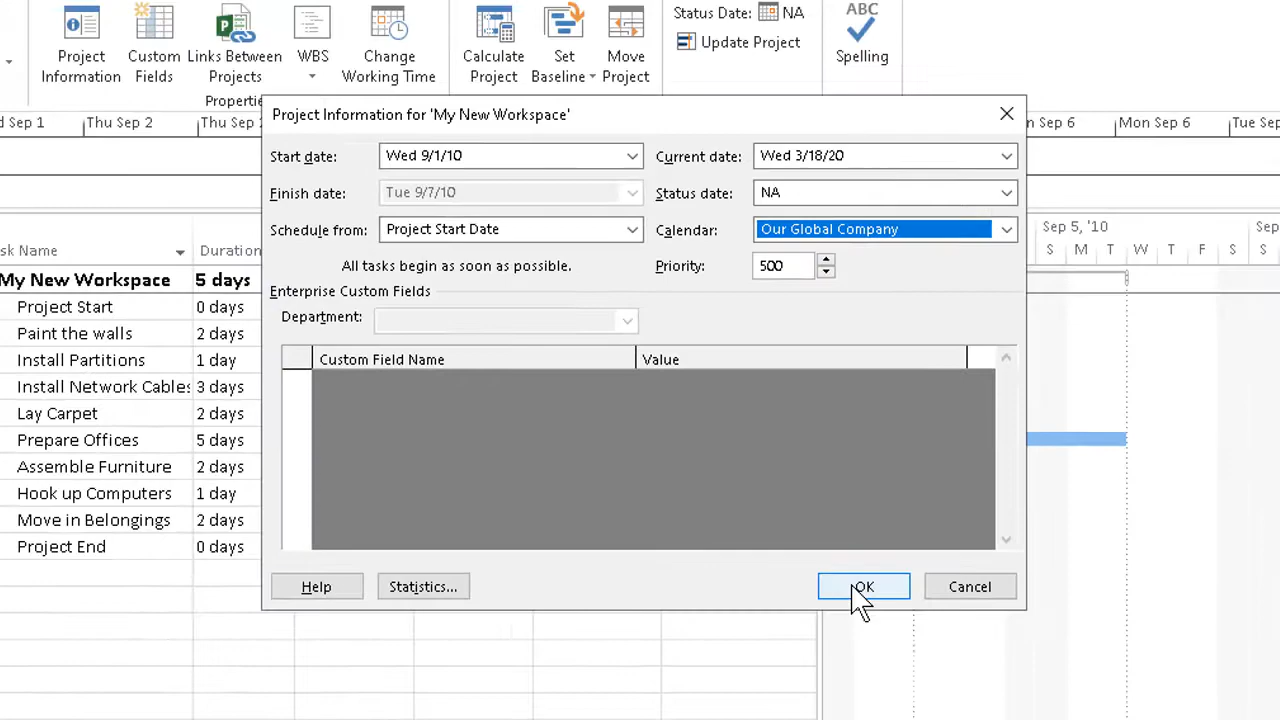 Status Date: NA
Update Project
ABC
Spelling
Project Information
Custom Fields
Links Between Projects
WBS
Change Working Time
Calculate Project
Set Baseline
Move Project
Properti
d Sep 1
Thu Sep 2
Thu Sep 2
n Sep 6
Mon Sep 6
Tue Sep
Project Information for 'My New Workspace'
Start date: Wed 9/1/10
Current date: Wed 3/18/20
Finish date: Tue 9/7/10
Status date: NA
Schedule from: Project Start Date
Calendar: Our Global Company
All tasks begin as soon as possible.
Priority: 500
Enterprise Custom Fields
Department:
Custom Field Name
Value
Help
Statistics...
OK
Cancel
sk Name
Duration
Sep 5, '10
Sep
S M T W T F S S
My New Workspace 5 days
Project Start 0 days
Paint the walls 2 days
Install Partitions 1 day
Install Network Cables 3 days
Lay Carpet 2 days
Prepare Offices 5 days
Assemble Furniture 2 days
Hook up Computers 1 day
Move in Belongings 2 days
Project End 0 days